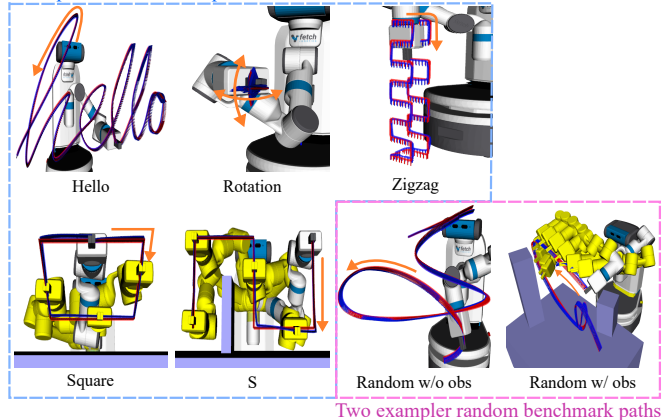 fetch
Hello
Rotation
Zigzag
Square
S
Random w/o obs
Random w/ obs
Two exampler random benchmark paths